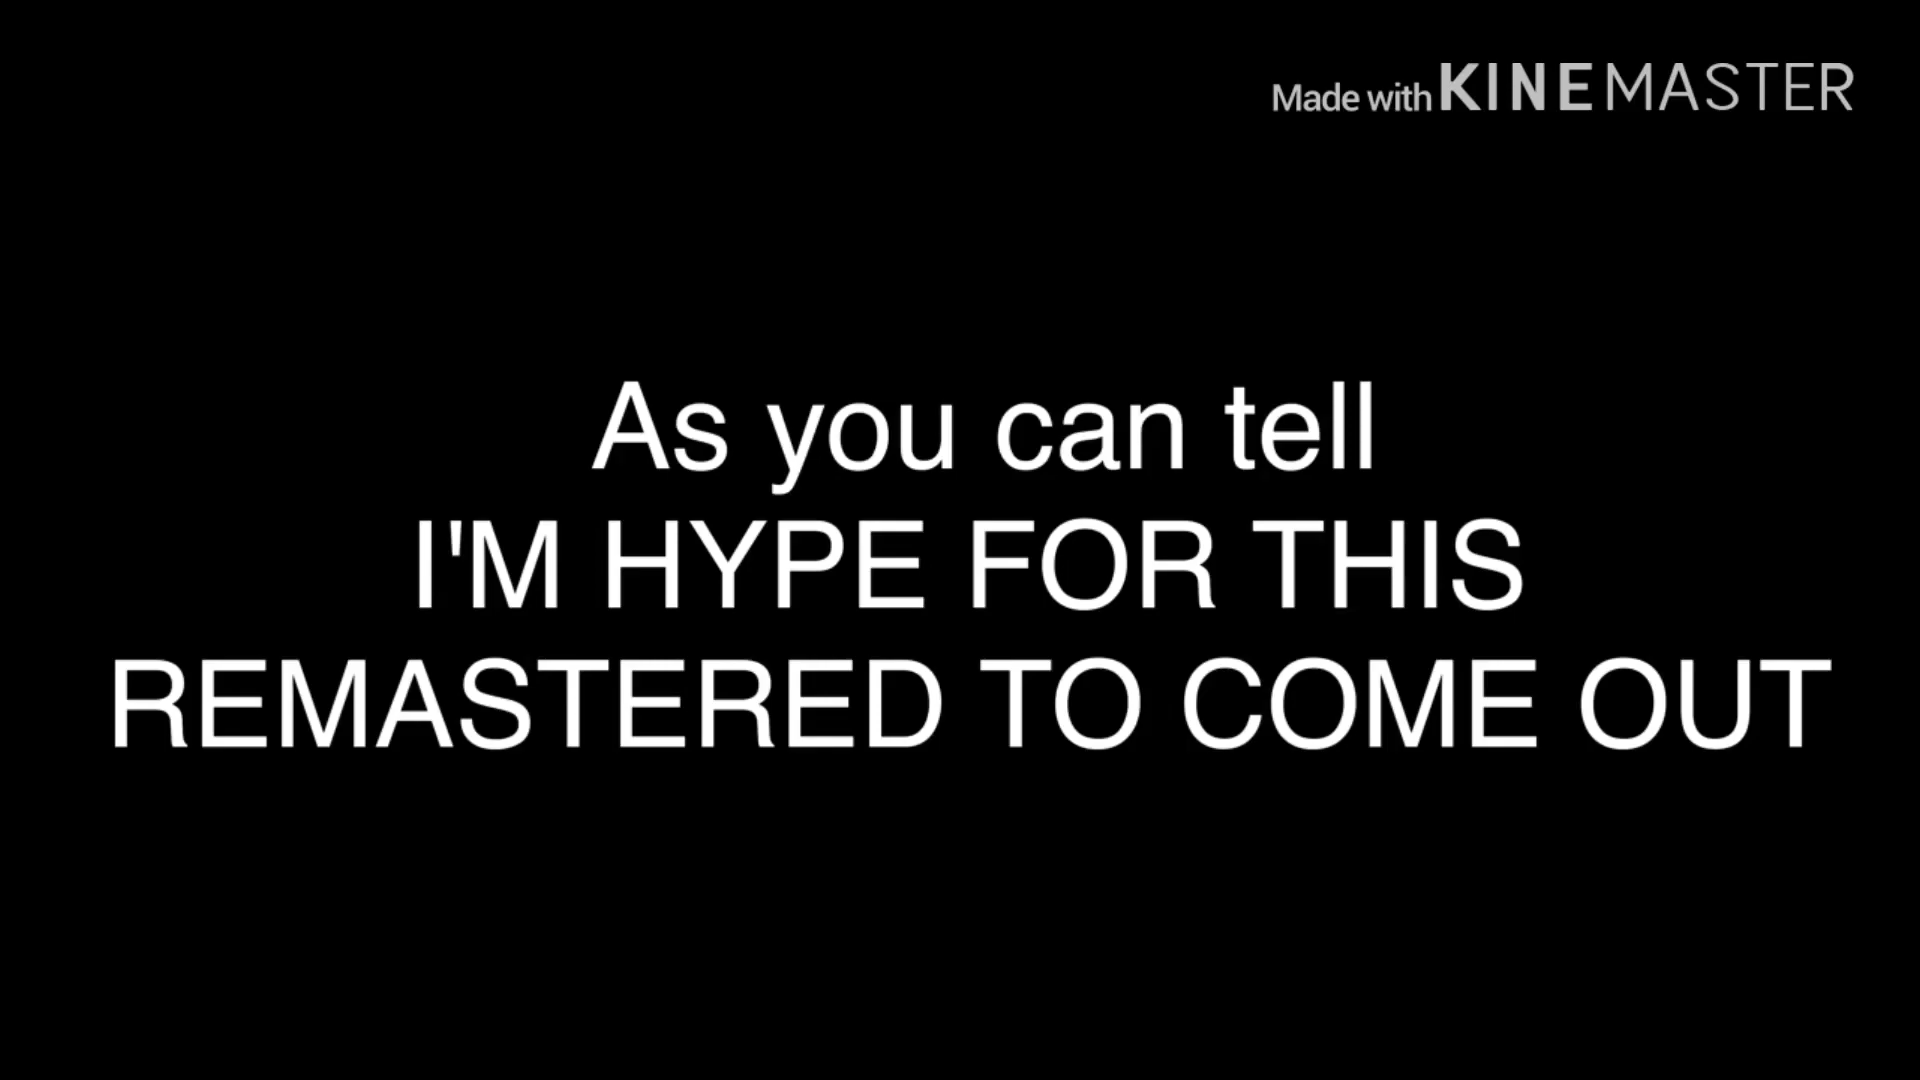 Made with KINEMASTER
As you can tell
I'M HYPE FOR THIS
REMASTERED TO COME OUT